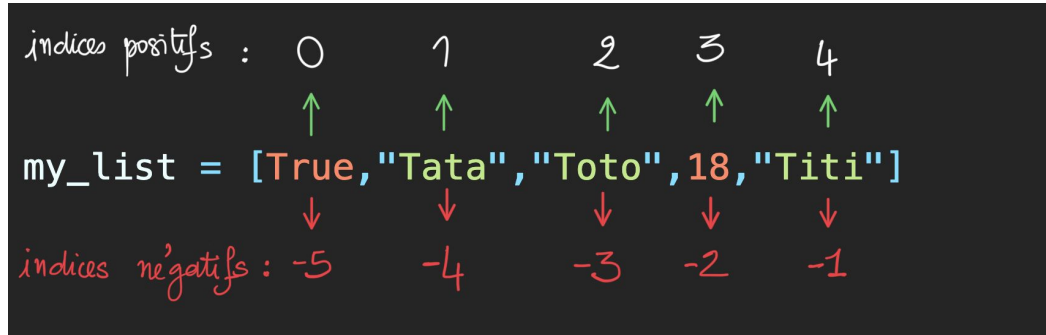 indices positifs : 0 1 2 3 4
my_list = [True,"Tata","Toto",18,"Titi"]
indices négatifs : -5 -4 -3 -2 -1